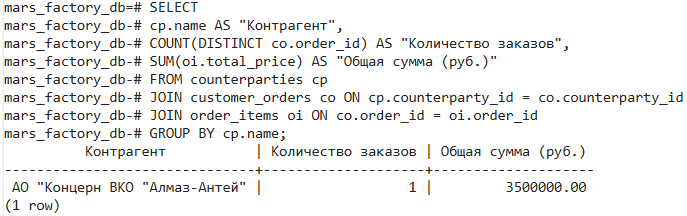 mars_factory_db=# SELECT
mars_factory_db-# cp.name AS "Контрагент",
mars_factory_db-# COUNT(DISTINCT co.order_id) AS "Количество заказов",
mars_factory_db-# SUM(oi.total_price) AS "Общая сумма (руб.)"
mars_factory_db-# FROM counterparties cp
mars_factory_db-# JOIN customer_orders co ON cp.counterparty_id = co.counterparty_id
mars_factory_db-# JOIN order_items oi ON co.order_id = oi.order_id
mars_factory_db-# GROUP BY cp.name;
          Контрагент           | Количество заказов | Общая сумма (руб.)
-------------------------------+--------------------+--------------------
 АО "Концерн ВКО "Алмаз-Антей" |                  1 |         3500000.00
(1 row)